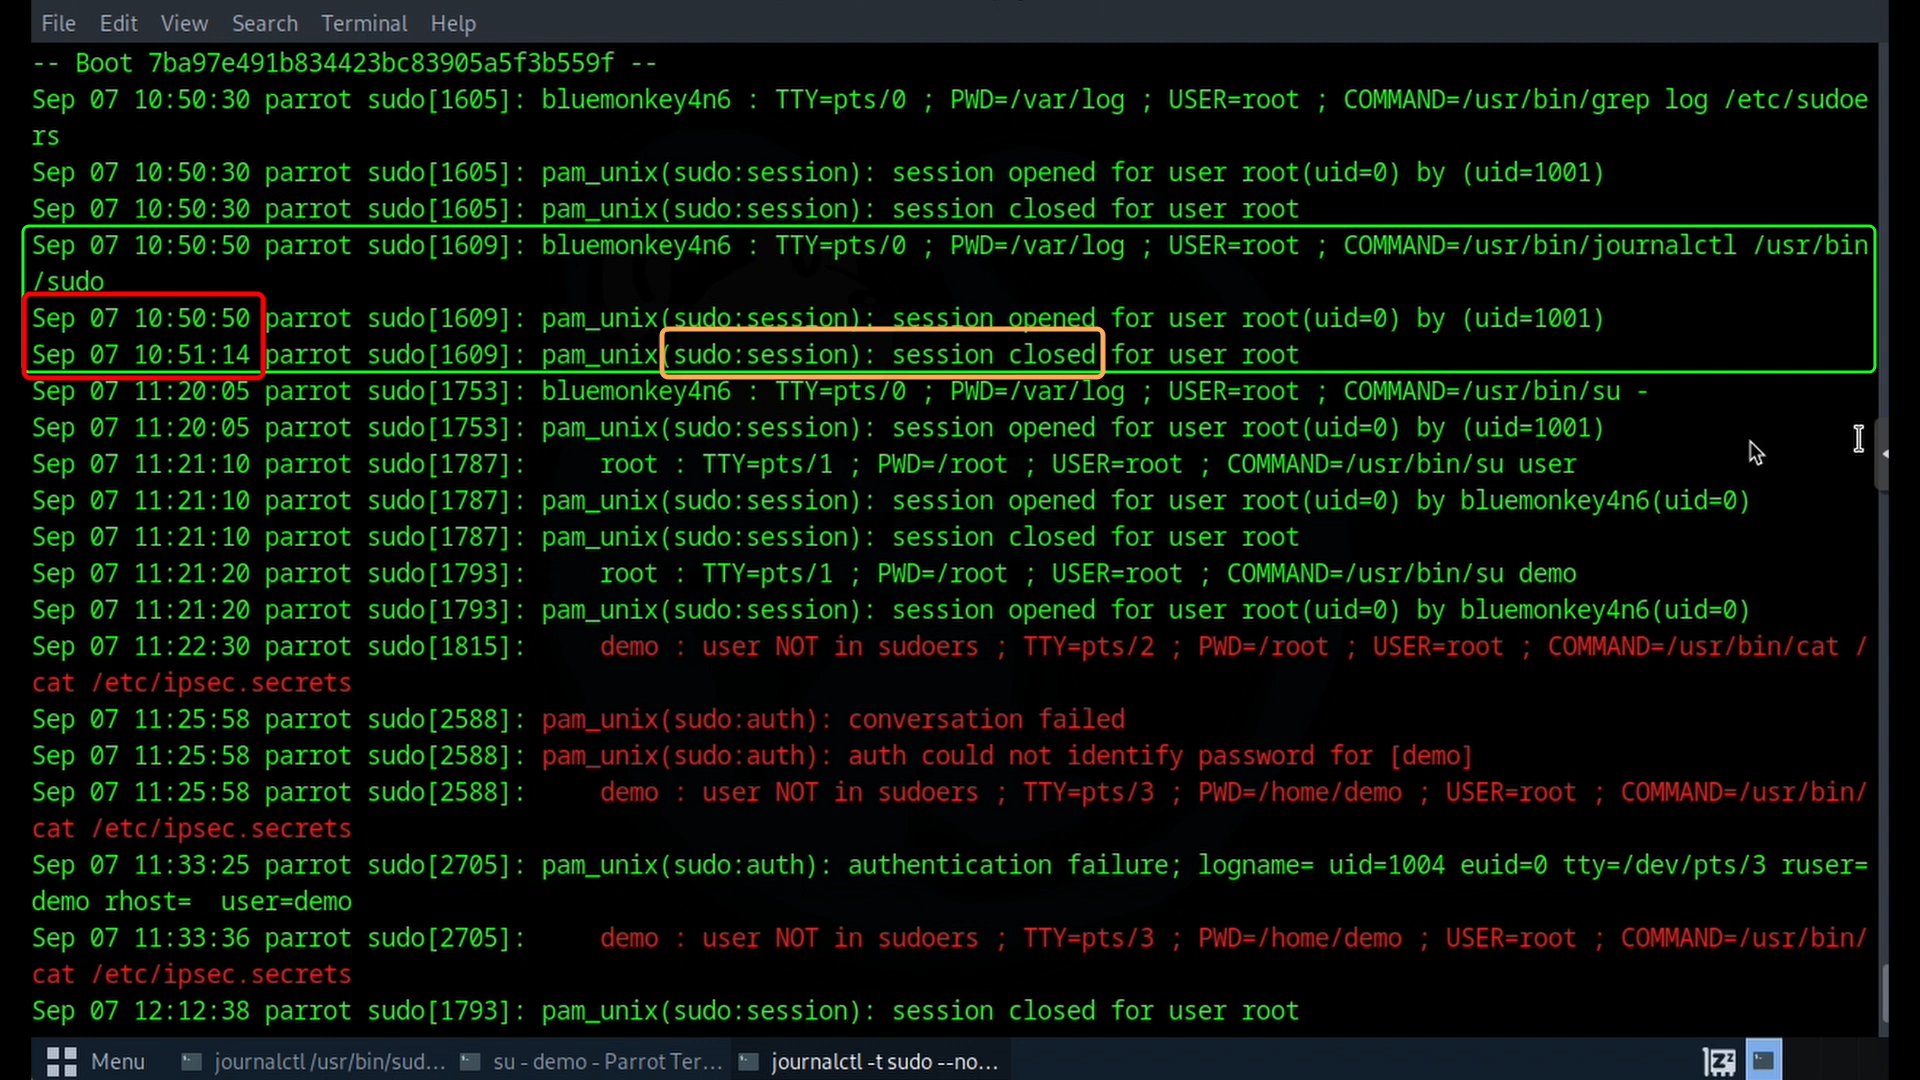 File Edit View Search Terminal Help
-- Boot 7ba97e491b834423bc83905a5f3b559f --
Sep 07 10:50:30 parrot sudo[1605]: bluemonkey4n6 : TTY=pts/0 ; PWD=/var/log ; USER=root ; COMMAND=/usr/bin/grep log /etc/sudoe
rs
Sep 07 10:50:30 parrot sudo[1605]: pam_unix(sudo:session): session opened for user root(uid=0) by (uid=1001)
Sep 07 10:50:30 parrot sudo[1605]: pam_unix(sudo:session): session closed for user root
Sep 07 10:50:50 parrot sudo[1609]: bluemonkey4n6 : TTY=pts/0 ; PWD=/var/log ; USER=root ; COMMAND=/usr/bin/journalctl /usr/bin
/sudo
Sep 07 10:50:50 parrot sudo[1609]: pam_unix(sudo:session): session opened for user root(uid=0) by (uid=1001)
Sep 07 10:51:14 parrot sudo[1609]: pam_unix(sudo:session): session closed for user root
Sep 07 11:20:05 parrot sudo[1753]: bluemonkey4n6 : TTY=pts/0 ; PWD=/var/log ; USER=root ; COMMAND=/usr/bin/su -
Sep 07 11:20:05 parrot sudo[1753]: pam_unix(sudo:session): session opened for user root(uid=0) by (uid=1001)
Sep 07 11:21:10 parrot sudo[1787]:     root : TTY=pts/1 ; PWD=/root ; USER=root ; COMMAND=/usr/bin/su user
Sep 07 11:21:10 parrot sudo[1787]: pam_unix(sudo:session): session opened for user root(uid=0) by bluemonkey4n6(uid=0)
Sep 07 11:21:10 parrot sudo[1787]: pam_unix(sudo:session): session closed for user root
Sep 07 11:21:20 parrot sudo[1793]:     root : TTY=pts/1 ; PWD=/root ; USER=root ; COMMAND=/usr/bin/su demo
Sep 07 11:21:20 parrot sudo[1793]: pam_unix(sudo:session): session opened for user root(uid=0) by bluemonkey4n6(uid=0)
Sep 07 11:22:30 parrot sudo[1815]:     demo : user NOT in sudoers ; TTY=pts/2 ; PWD=/root ; USER=root ; COMMAND=/usr/bin/cat /
cat /etc/ipsec.secrets
Sep 07 11:25:58 parrot sudo[2588]: pam_unix(sudo:auth): conversation failed
Sep 07 11:25:58 parrot sudo[2588]: pam_unix(sudo:auth): auth could not identify password for [demo]
Sep 07 11:25:58 parrot sudo[2588]:     demo : user NOT in sudoers ; TTY=pts/3 ; PWD=/home/demo ; USER=root ; COMMAND=/usr/bin/
cat /etc/ipsec.secrets
Sep 07 11:33:25 parrot sudo[2705]: pam_unix(sudo:auth): authentication failure; logname= uid=1004 euid=0 tty=/dev/pts/3 ruser=
demo rhost=  user=demo
Sep 07 11:33:36 parrot sudo[2705]:     demo : user NOT in sudoers ; TTY=pts/3 ; PWD=/home/demo ; USER=root ; COMMAND=/usr/bin/
cat /etc/ipsec.secrets
Sep 07 12:12:38 parrot sudo[1793]: pam_unix(sudo:session): session closed for user root
Menu journalctl /usr/bin/sud... su - demo - Parrot Ter... journalctl -t sudo --no...